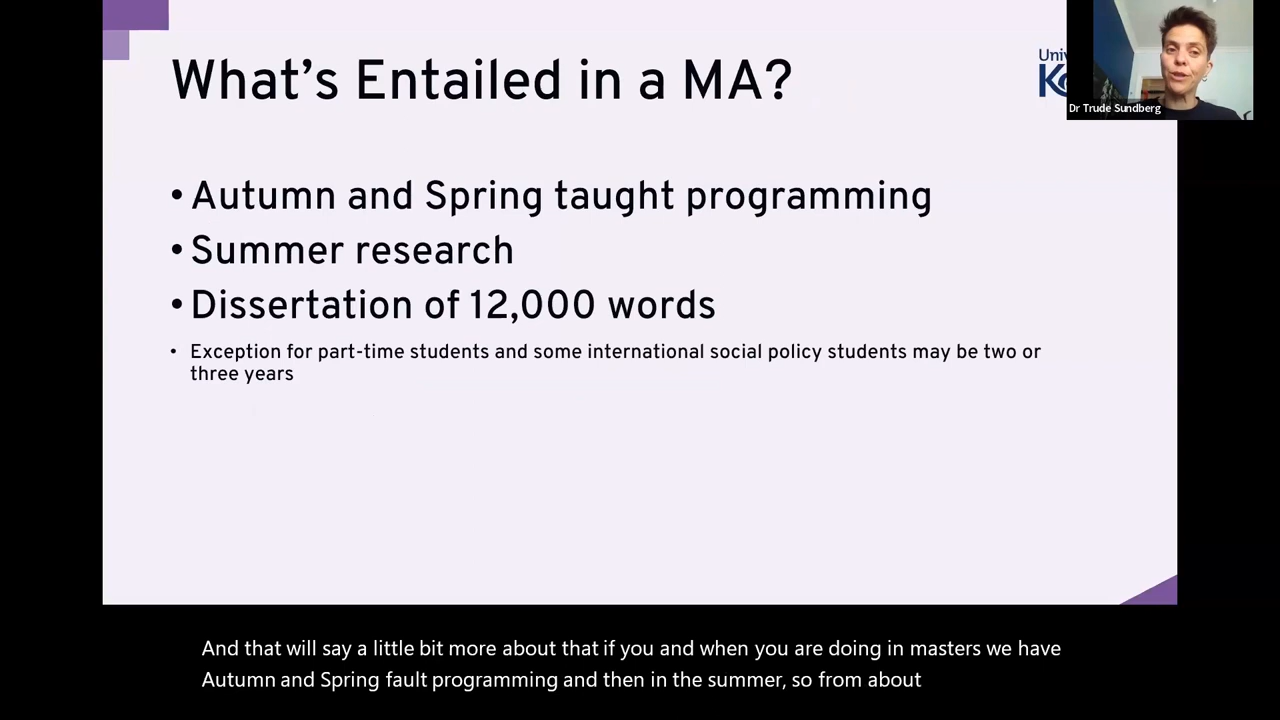 What's Entailed in a MA?
Dr Trude Sundberg
• Autumn and Spring taught programming
• Summer research
• Dissertation of 12,000 words
• Exception for part-time students and some international social policy students may be two or
three years
And that will say a little bit more about that if you and when you are doing in masters we have
Autumn and Spring fault programming and then in the summer, so from about